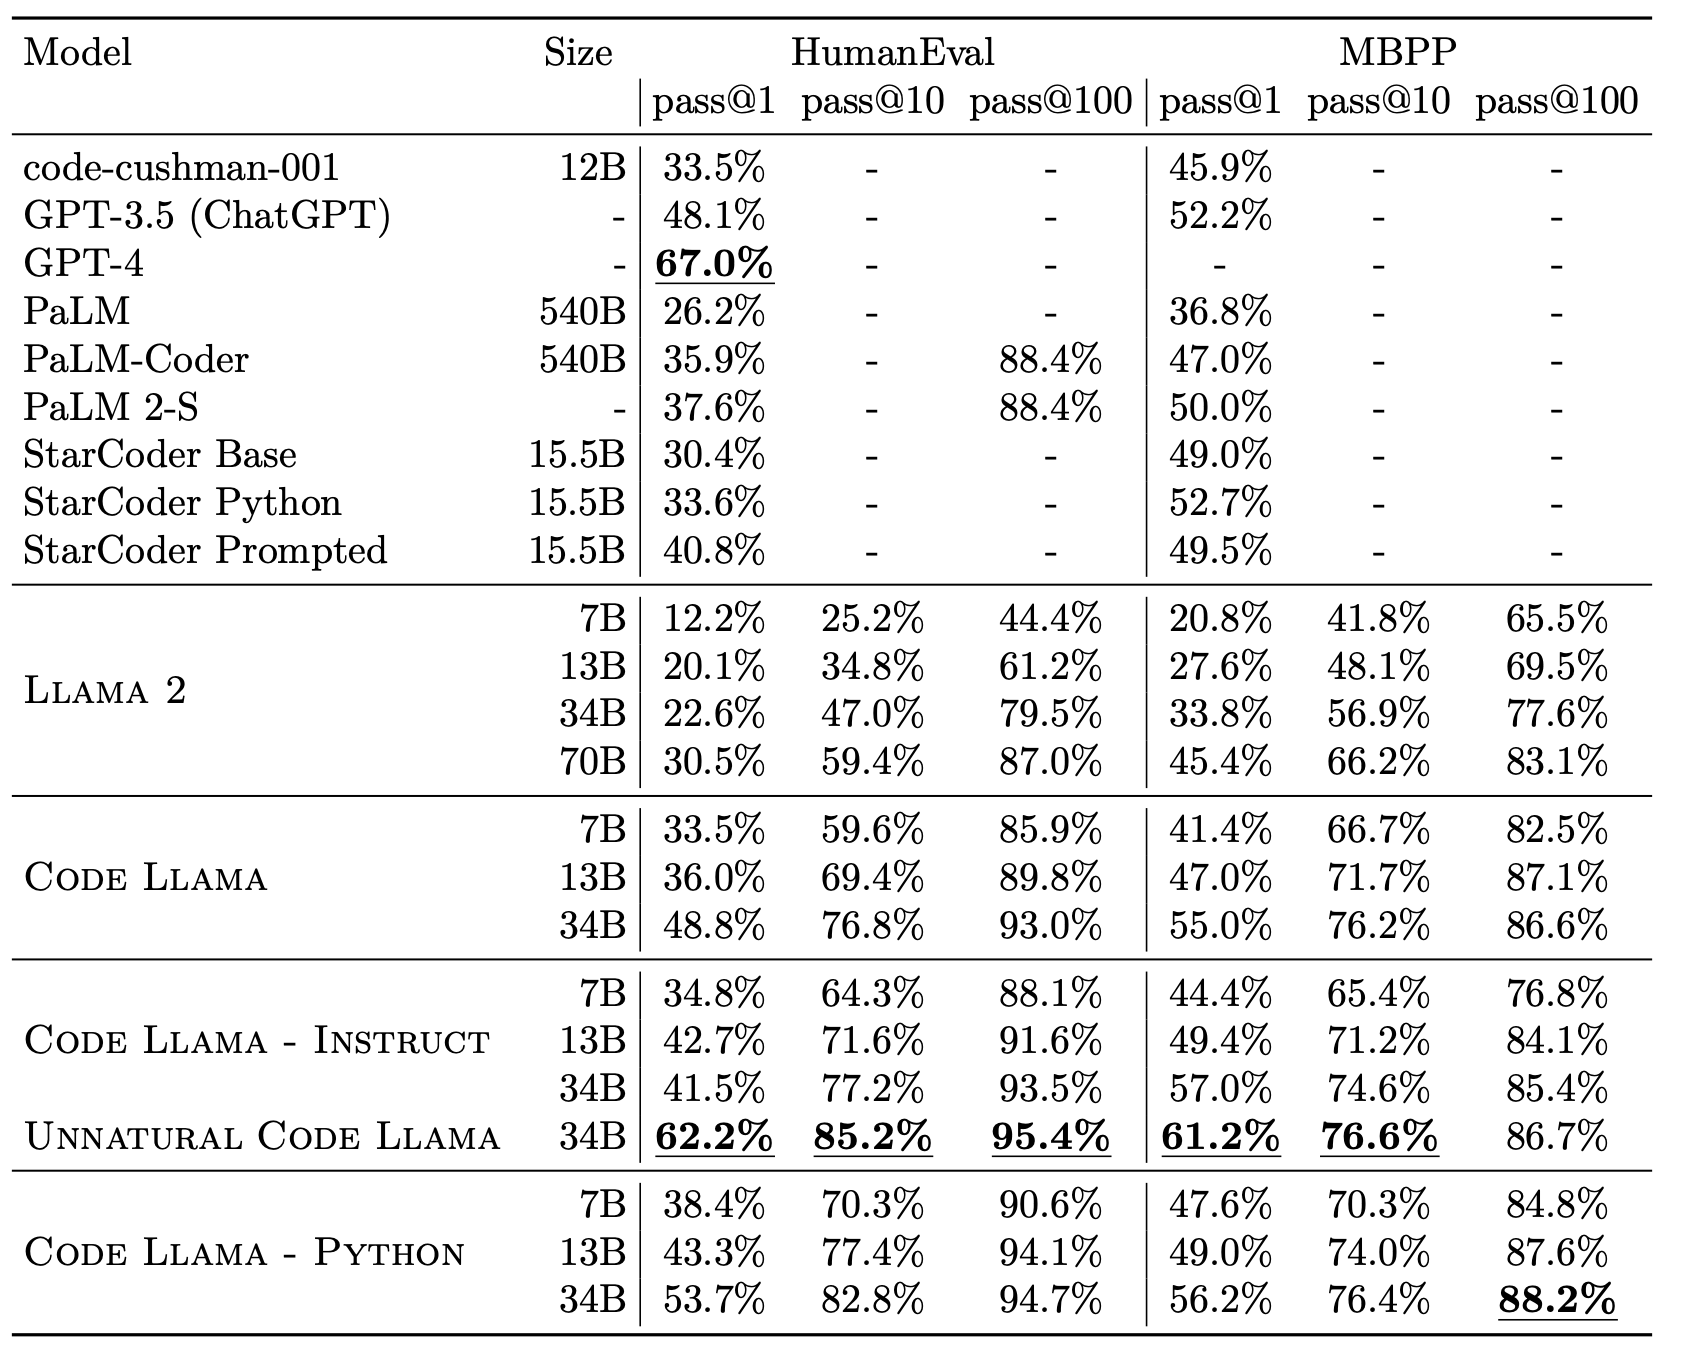 Model Size HumanEval MBPP
pass@1 pass@10 pass@100 pass@1 pass@10 pass@100
code-cushman-001 12B 33.5% - - 45.9% - -
GPT-3.5 (ChatGPT) - 48.1% - - 52.2% - -
GPT-4 - 67.0% - - - - -
PaLM 540B 26.2% - - 36.8% - -
PaLM-Coder 540B 35.9% - 88.4% 47.0% - -
PaLM 2-S - 37.6% - 88.4% 50.0% - -
StarCoder Base 15.5B 30.4% - - 49.0% - -
StarCoder Python 15.5B 33.6% - - 52.7% - -
StarCoder Prompted 15.5B 40.8% - - 49.5% - -
7B 12.2% 25.2% 44.4% 20.8% 41.8% 65.5%
13B 20.1% 34.8% 61.2% 27.6% 48.1% 69.5%
LLAMA 2
34B 22.6% 47.0% 79.5% 33.8% 56.9% 77.6%
70B 30.5% 59.4% 87.0% 45.4% 66.2% 83.1%
7B 33.5% 59.6% 85.9% 41.4% 66.7% 82.5%
CODE LLAMA 13B 36.0% 69.4% 89.8% 47.0% 71.7% 87.1%
34B 48.8% 76.8% 93.0% 55.0% 76.2% 86.6%
7B 34.8% 64.3% 88.1% 44.4% 65.4% 76.8%
CODE LLAMA - INSTRUCT 13B 42.7% 71.6% 91.6% 49.4% 71.2% 84.1%
34B 41.5% 77.2% 93.5% 57.0% 74.6% 85.4%
UNNATURAL CODE LLAMA 34B 62.2% 85.2% 95.4% 61.2% 76.6% 86.7%
7B 38.4% 70.3% 90.6% 47.6% 70.3% 84.8%
CODE LLAMA - PYTHON 13B 43.3% 77.4% 94.1% 49.0% 74.0% 87.6%
34B 53.7% 82.8% 94.7% 56.2% 76.4% 88.2%